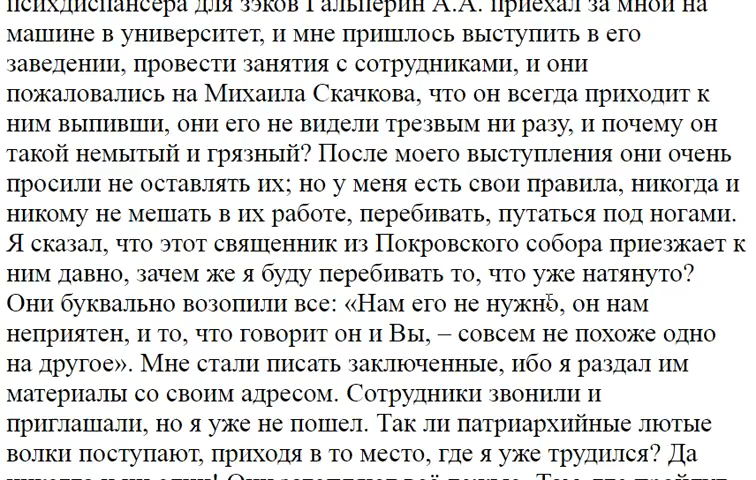 психдиспансера для зэков Гальперин А.А. приехал за мной на
машине в университет, и мне пришлось выступить в его
заведении, провести занятия с сотрудниками, и они
пожаловались на Михаила Скачкова, что он всегда приходит к
ним выпивши, они его не видели трезвым ни разу, и почему он
такой немытый и грязный? После моего выступления они очень
просили не оставлять их; но у меня есть свои правила, никогда и
никому не мешать в их работе, перебивать, путаться под ногами.
Я сказал, что этот священник из Покровского собора приезжает к
ним давно, зачем же я буду перебивать то, что уже натянуто?
Они буквально возопили все: «Нам его не нужно, он нам
неприятен, и то, что говорит он и Вы, – совсем не похоже одно
на другое». Мне стали писать заключенные, ибо я раздал им
материалы со своим адресом. Сотрудники звонили и
приглашали, но я уже не пошел. Так ли патриархийные лютые
волки поступают, приходя в то место, где я уже трудился? Да